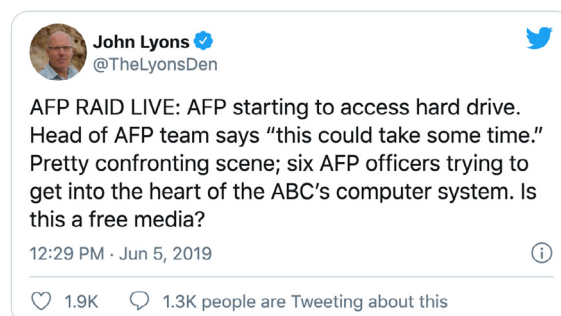 John Lyons
@TheLyonsDen
AFP RAID LIVE: AFP starting to access hard drive.
Head of AFP team says “this could take some time.”
Pretty confronting scene; six AFP officers trying to
get into the heart of the ABC’s computer system. Is
this a free media?
12:29 PM · Jun 5, 2019
1.9K 1.3K people are Tweeting about this